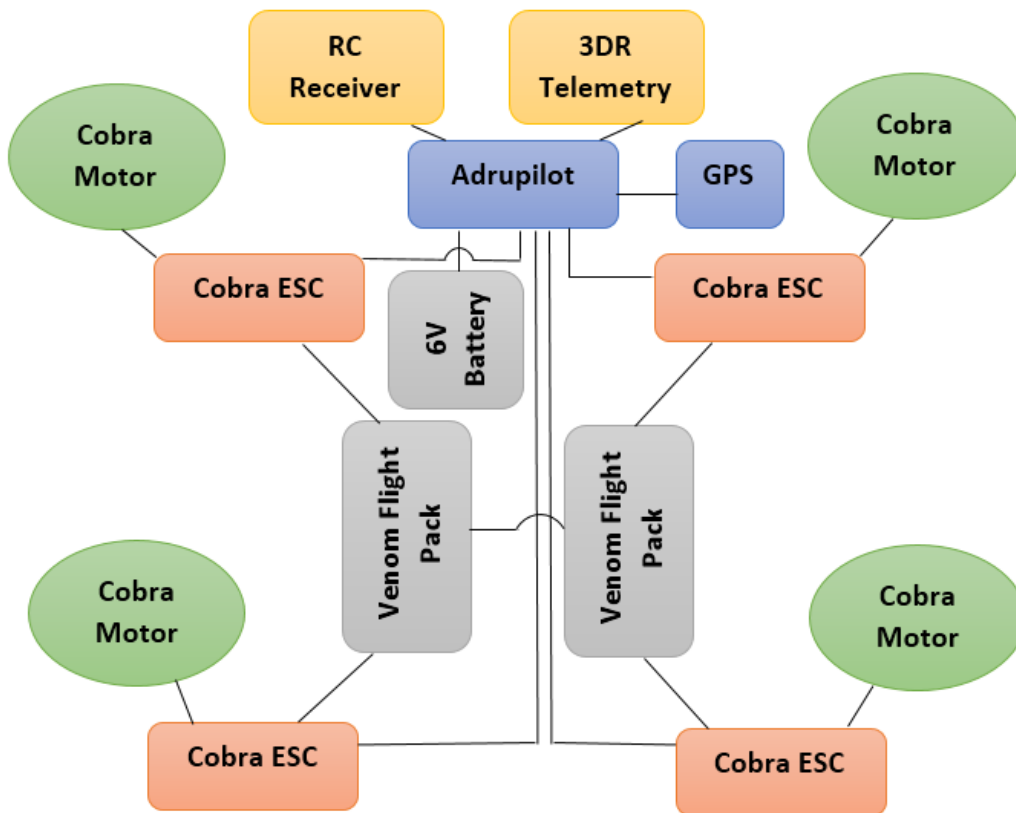 RC
Receiver
3DR
Telemetry
Cobra
Motor
Cobra
Motor
Adrupilot
GPS
Cobra ESC
Cobra ESC
6V
Battery
Venom Flight
Pack
Venom Flight
Pack
Cobra
Motor
Cobra
Motor
Cobra ESC
Cobra ESC